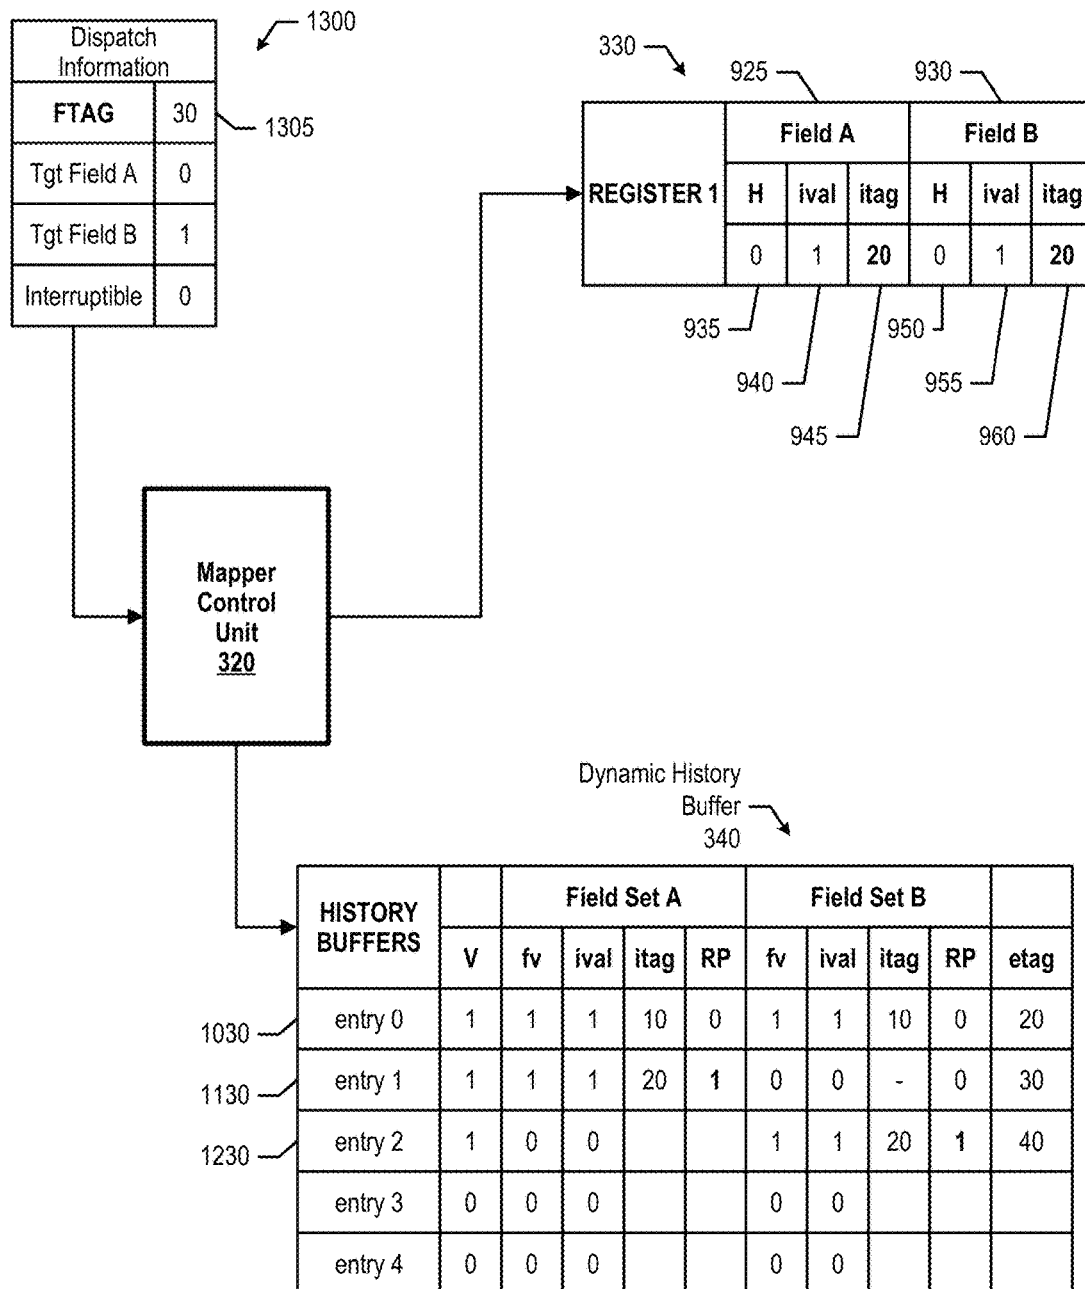 Dispatch
Information
FTAG 30
Tgt Field A 0
Tgt Field B 1
Interruptible 0
1300
1305
330
925
930
REGISTER 1
Field A Field B
H ival itag H ival itag
0 1 20 0 1 20
935
950
940
955
945
960
Mapper
Control
Unit
320
Dynamic History
Buffer
340
HISTORY
BUFFERS
Field Set A Field Set B
V fv ival itag RP fv ival itag RP etag
1030 entry 0 1 1 1 10 0 1 1 10 0 20
1130 entry 1 1 1 1 20 1 0 0 - 0 30
1230 entry 2 1 0 0 1 1 20 1 40
entry 3 0 0 0 0 0
entry 4 0 0 0 0 0